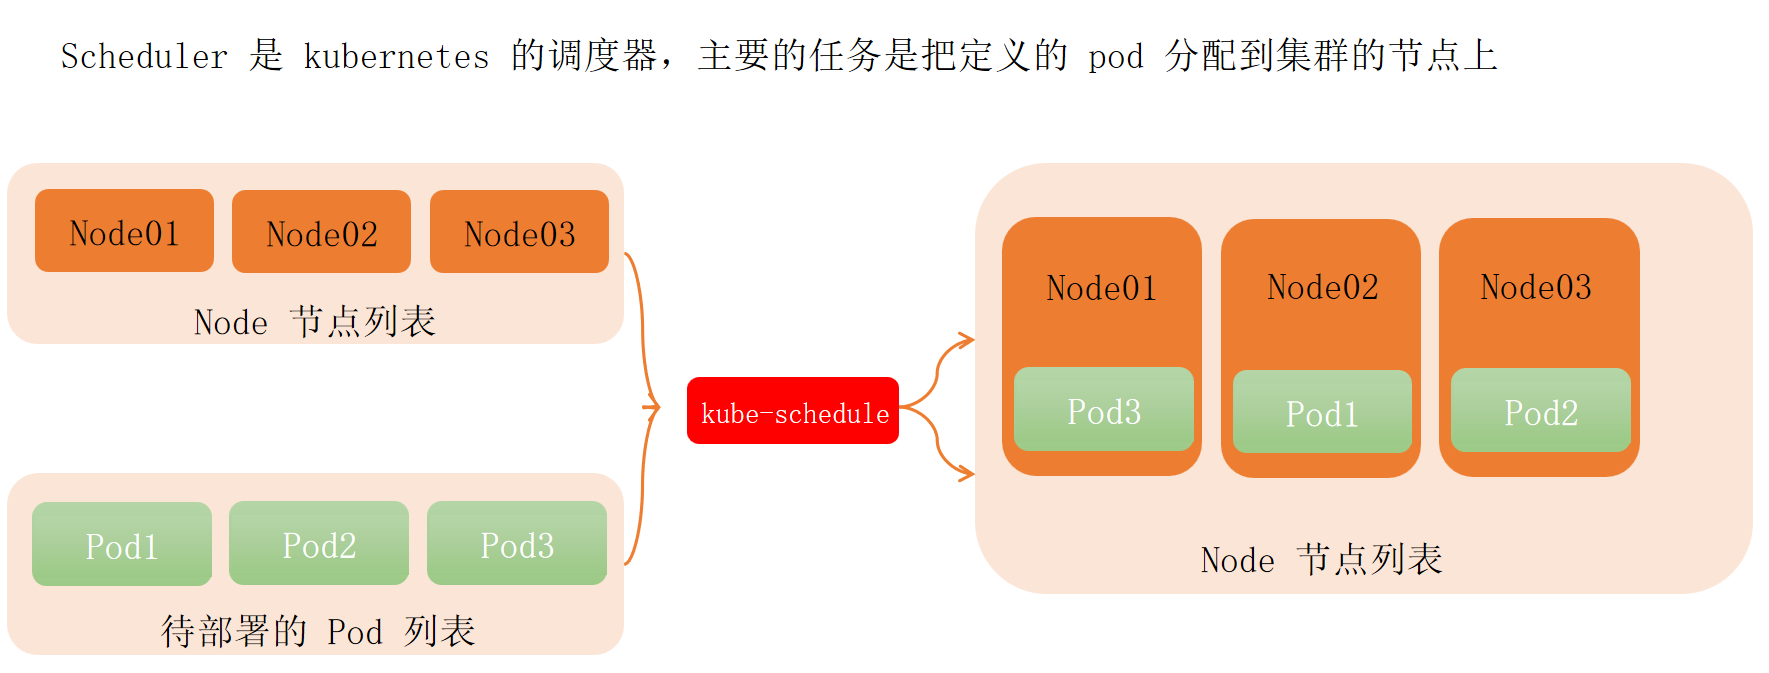 Scheduler 是 kubernetes 的调度器，主要的任务是把定义的 pod 分配到集群的节点上
Node01 Node02 Node03
Node 节点列表
Pod1 Pod2 Pod3
待部署的 Pod 列表
kube-schedule
Node01 Node02 Node03
Pod3 Pod1 Pod2
Node 节点列表